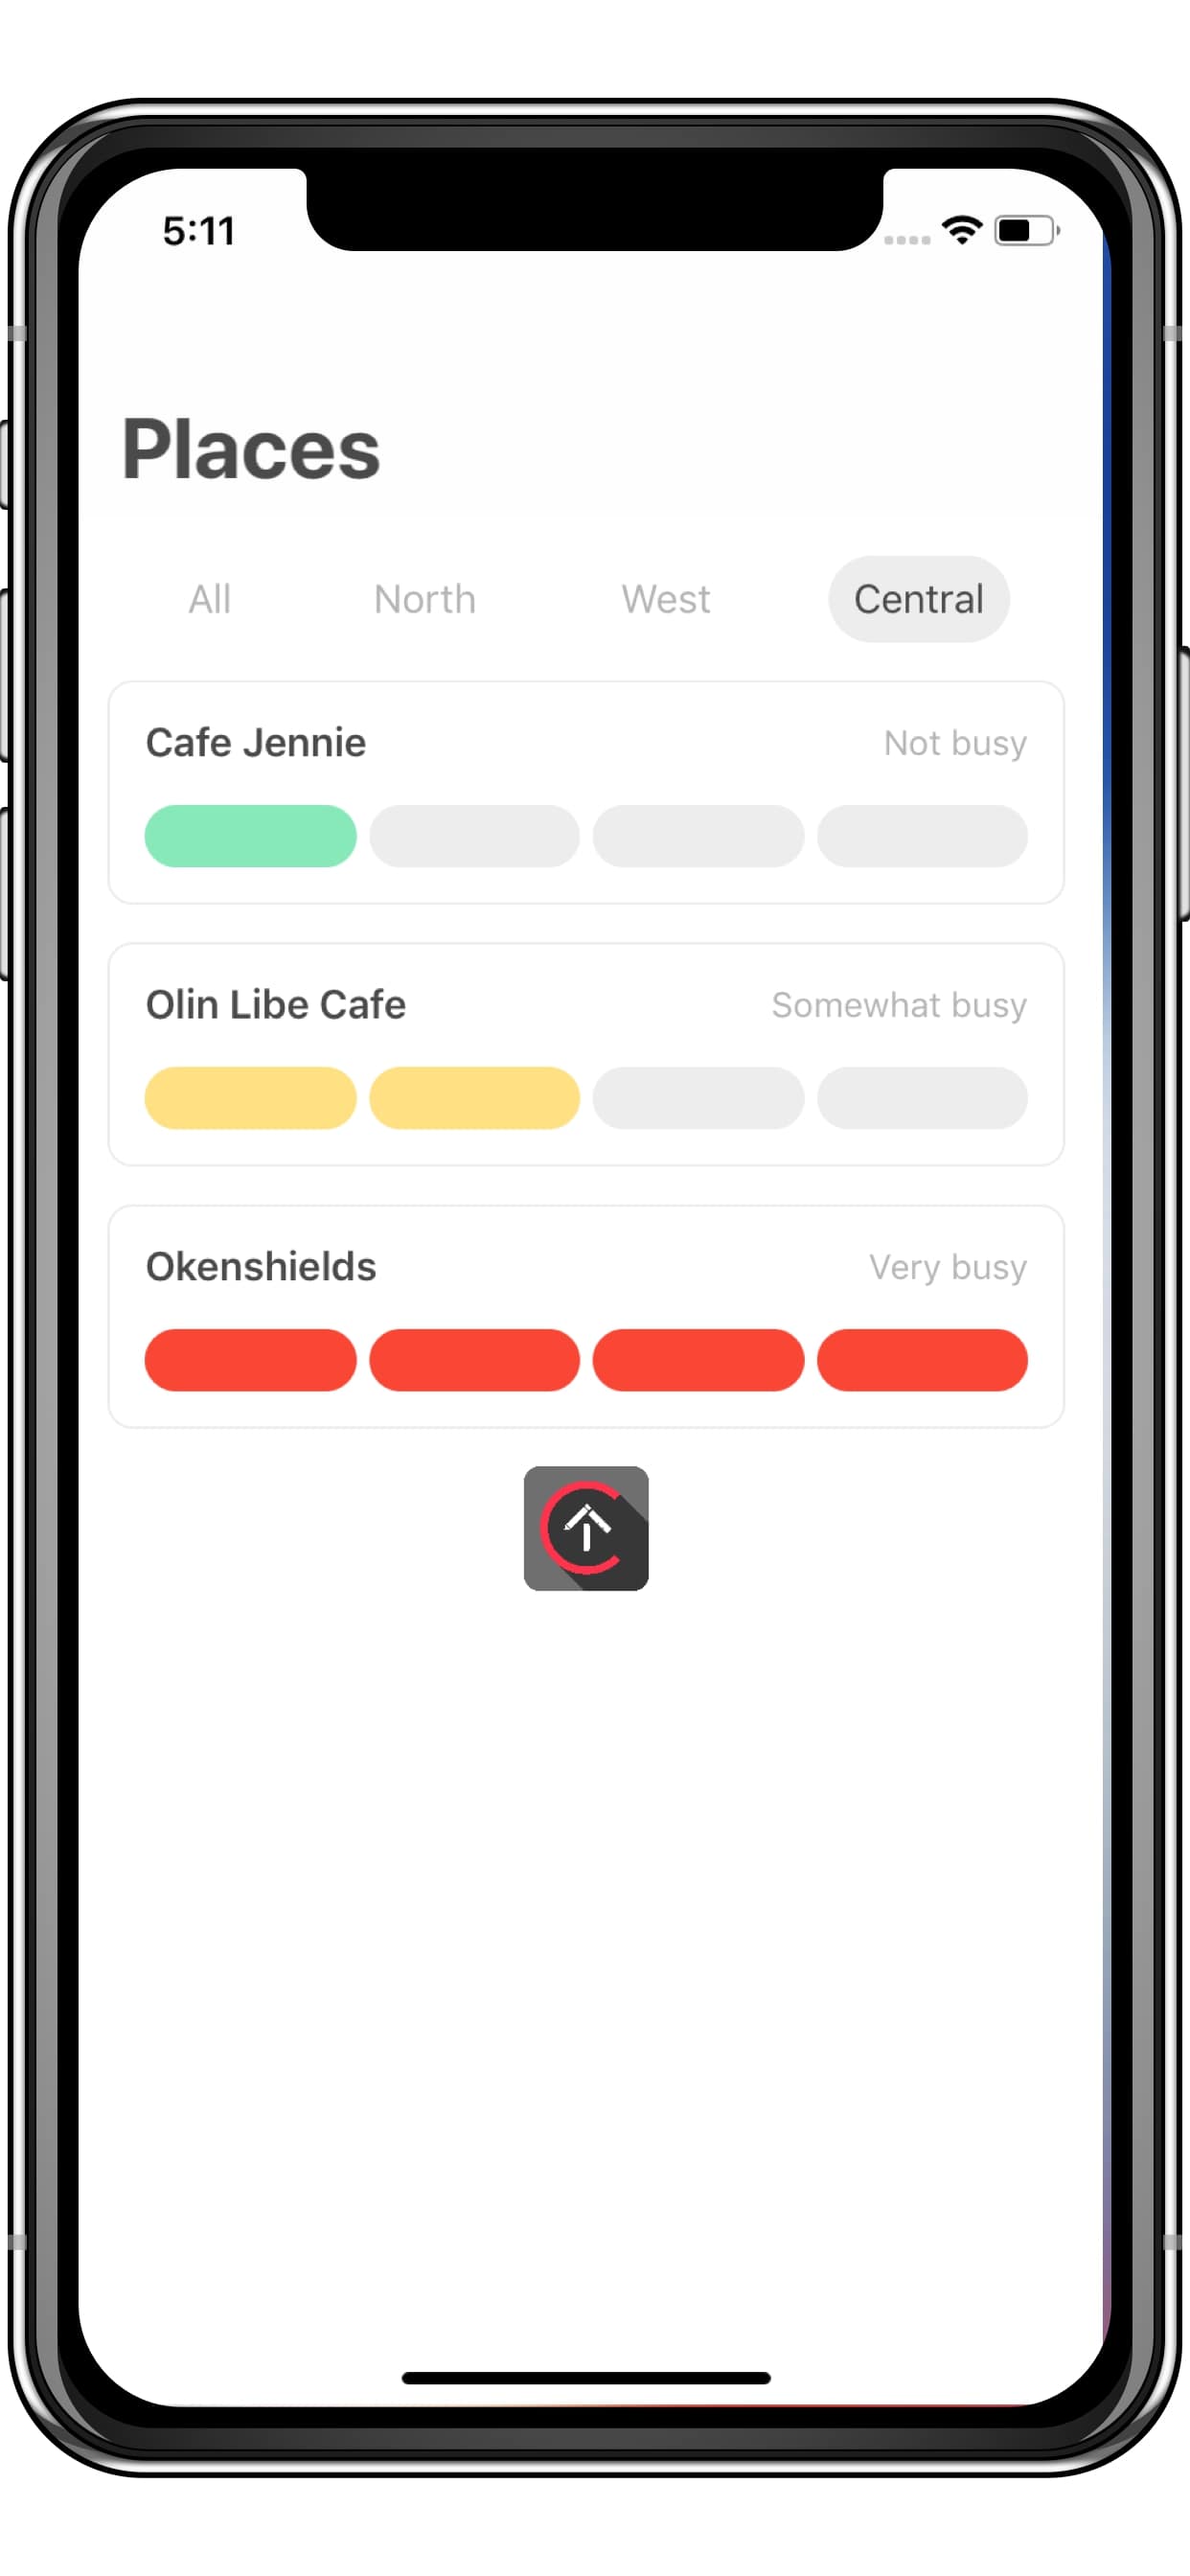 5:11
Places
All North West Central
Cafe Jennie Not busy
Olin Libe Cafe Somewhat busy
Okenshields Very busy